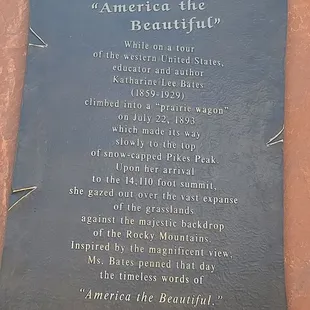 "America the
Beautiful"
While on a tour
of the western United States,
educator and author
Katharine Lee Bates
(1859-1929)
climbed into a "prairie wagon"
on July 22, 1893
which made its way
slowly to the top
of snow-capped Pikes Peak.
Upon her arrival
to the 14,110 foot summit,
she gazed out over the vast expanse
of the grasslands
against the majestic backdrop
of the Rocky Mountains.
Inspired by the magnificent view,
Ms. Bates penned that day
the timeless words of
"America the Beautiful."